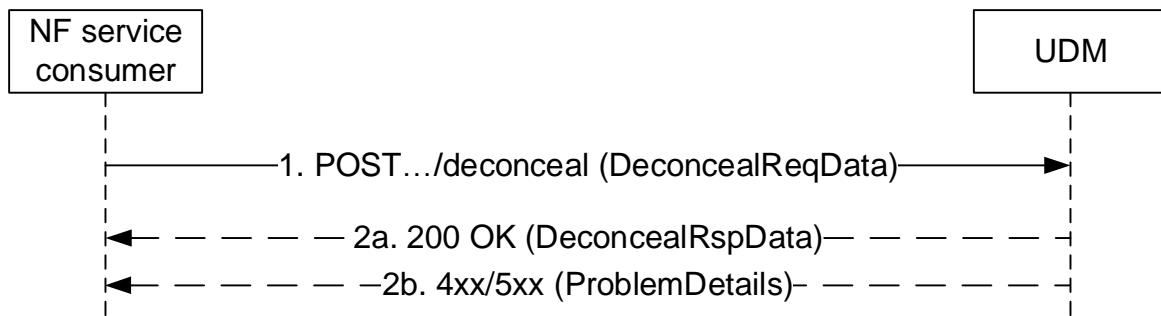 NF service
consumer
UDM
1. POST…/deconceal (DeconcealReqData)
2a. 200 OK (DeconcealRspData)
2b. 4xx/5xx (ProblemDetails)